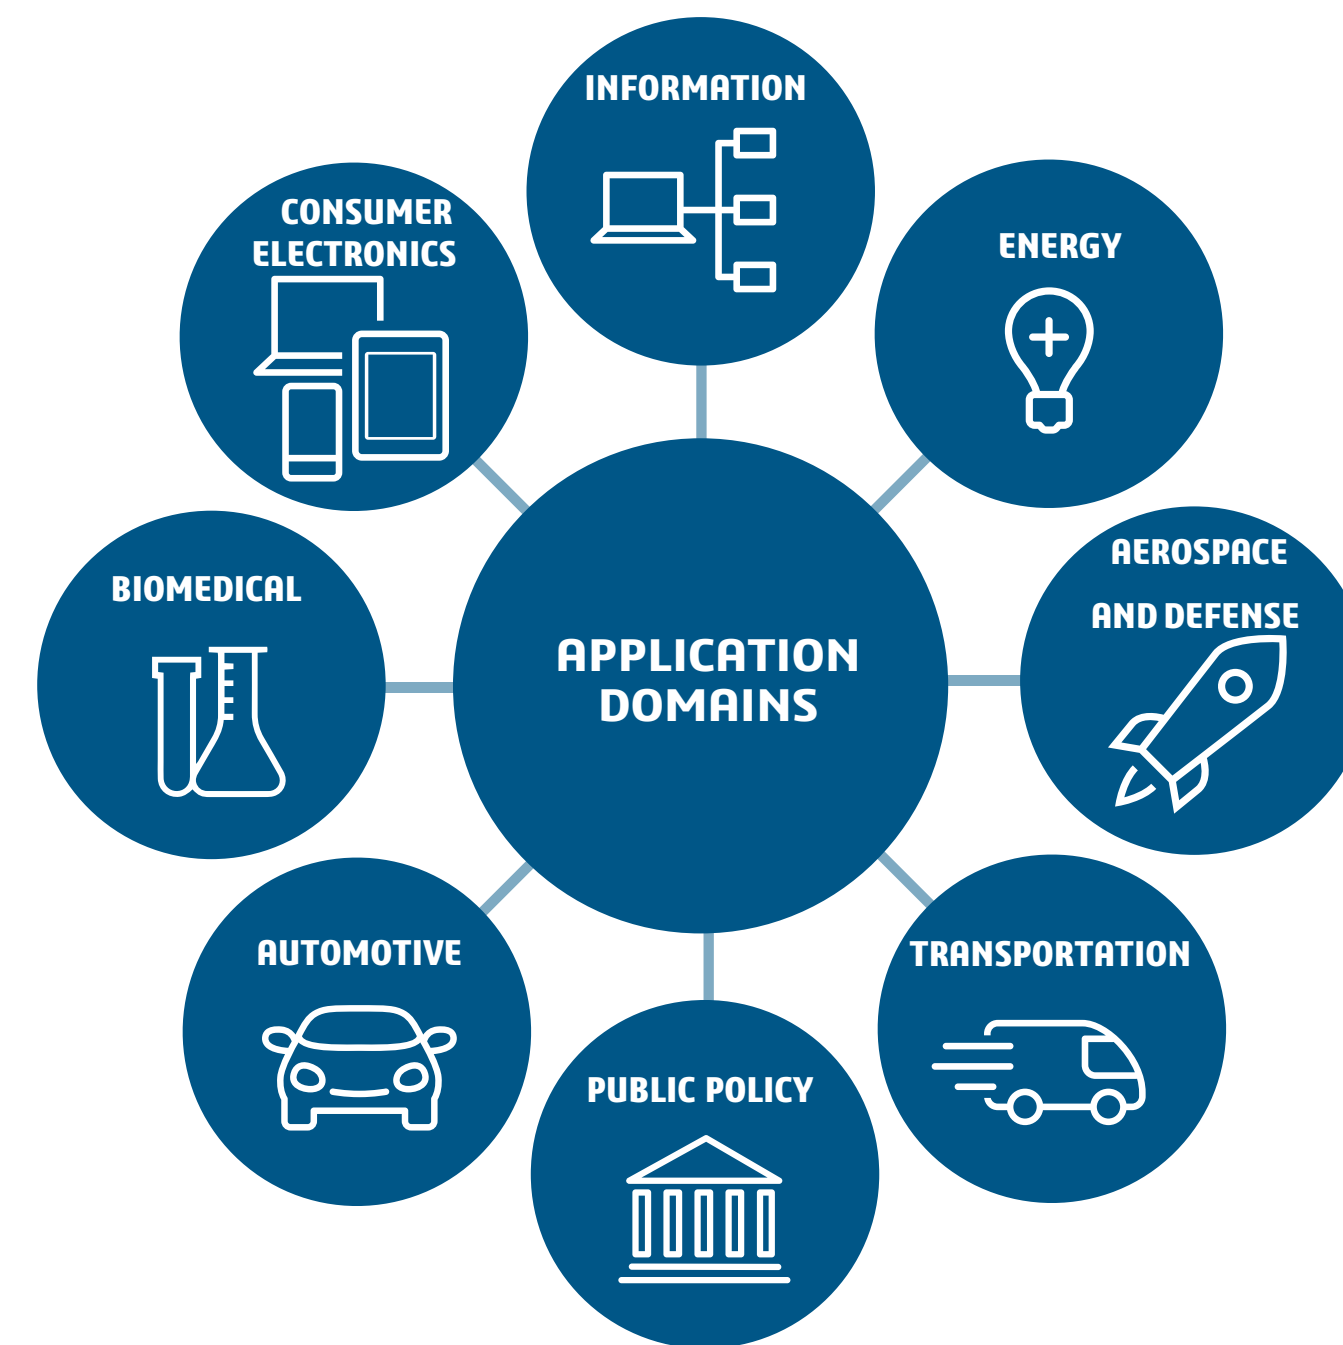 INFORMATION
CONSUMER
ELECTRONICS
ENERGY
AEROSPACE
AND DEFENSE
BIOMEDICAL
APPLICATION
DOMAINS
AUTOMOTIVE
TRANSPORTATION
PUBLIC POLICY